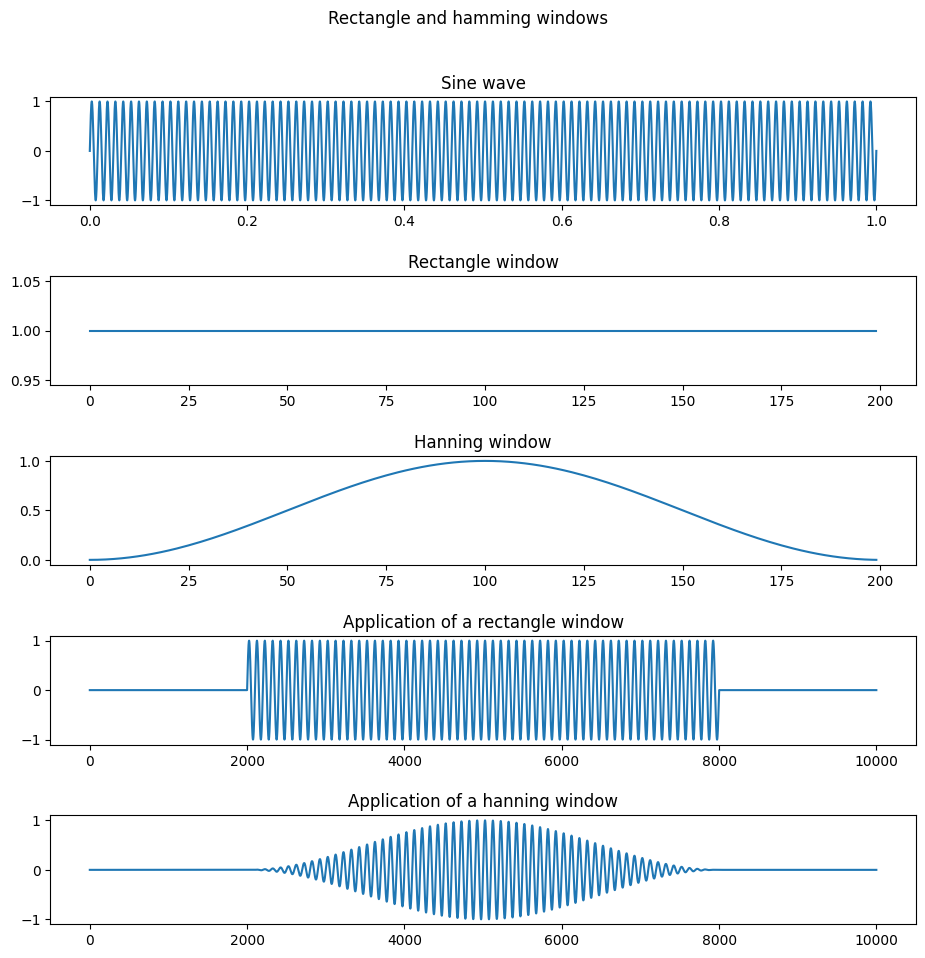 Rectangle and hamming windows
Sine wave
1
0
−1
0.0 0.2 0.4 0.6 0.8 1.0
Rectangle window
1.05
1.00
0.95
0 25 50 75 100 125 150 175 200
Hanning window
1.0
0.5
0.0
0 25 50 75 100 125 150 175 200
Application of a rectangle window
1
0
−1
0 2000 4000 6000 8000 10000
Application of a hanning window
1
0
−1
0 2000 4000 6000 8000 10000